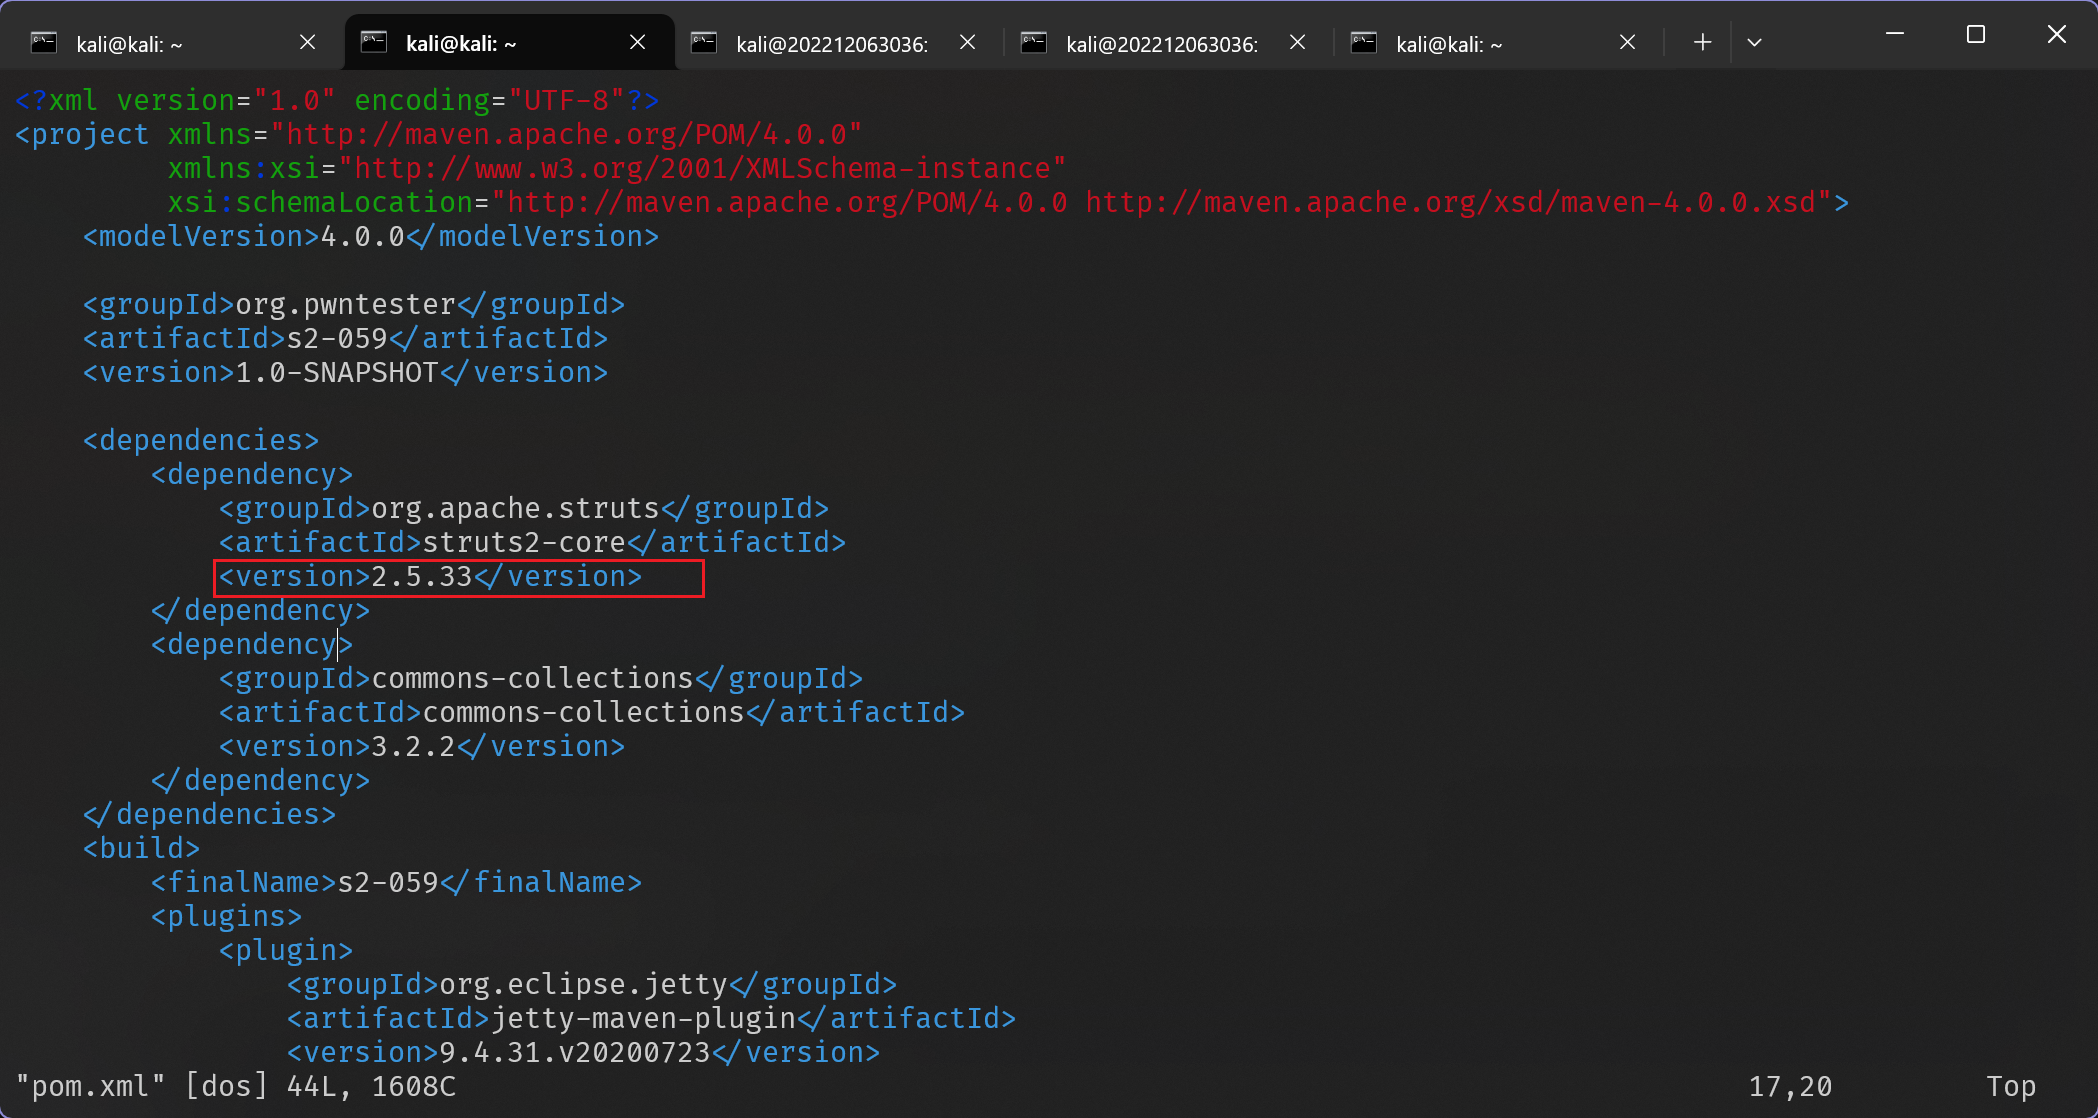 kali@kali: ~ kali@kali: ~ kali@202212063036: kali@202212063036: kali@kali: ~
<?xml version="1.0" encoding="UTF-8"?>
<project xmlns="http://maven.apache.org/POM/4.0.0"
         xmlns:xsi="http://www.w3.org/2001/XMLSchema-instance"
         xsi:schemaLocation="http://maven.apache.org/POM/4.0.0 http://maven.apache.org/xsd/maven-4.0.0.xsd">
    <modelVersion>4.0.0</modelVersion>

    <groupId>org.pwntester</groupId>
    <artifactId>s2-059</artifactId>
    <version>1.0-SNAPSHOT</version>

    <dependencies>
        <dependency>
            <groupId>org.apache.struts</groupId>
            <artifactId>struts2-core</artifactId>
            <version>2.5.33</version>
        </dependency>
        <dependency>
            <groupId>commons-collections</groupId>
            <artifactId>commons-collections</artifactId>
            <version>3.2.2</version>
        </dependency>
    </dependencies>
    <build>
        <finalName>s2-059</finalName>
        <plugins>
            <plugin>
                <groupId>org.eclipse.jetty</groupId>
                <artifactId>jetty-maven-plugin</artifactId>
                <version>9.4.31.v20200723</version>
"pom.xml" [dos] 44L, 1608C 17,20 Top